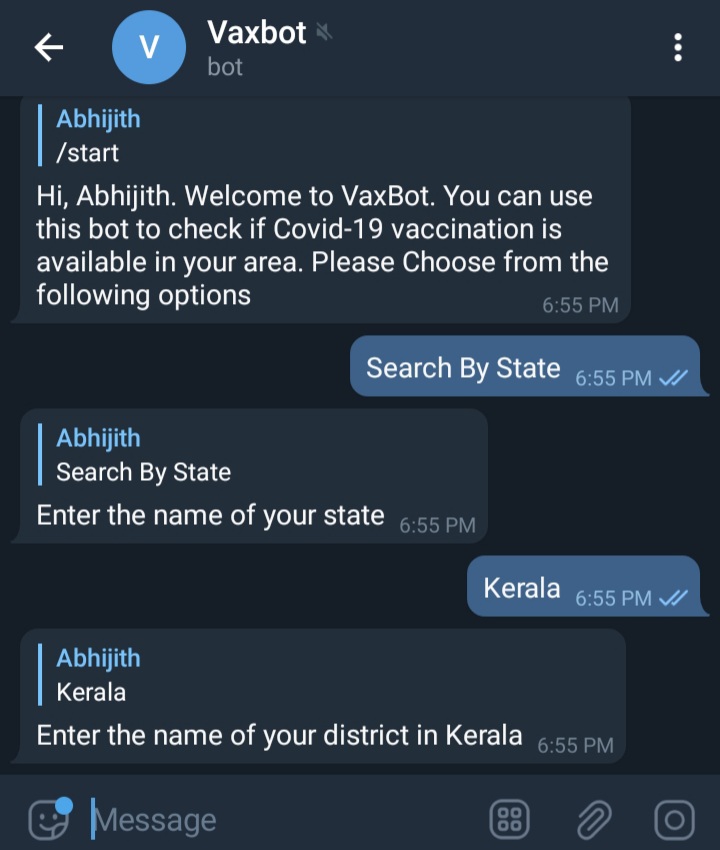 V
Vaxbot
bot
Abhijith
/start
Hi, Abhijith. Welcome to VaxBot. You can use
this bot to check if Covid-19 vaccination is
available in your area. Please Choose from the
following options
6:55 PM
Search By State 6:55 PM
Abhijith
Search By State
Enter the name of your state 6:55 PM
Kerala 6:55 PM
Abhijith
Kerala
Enter the name of your district in Kerala 6:55 PM
Message